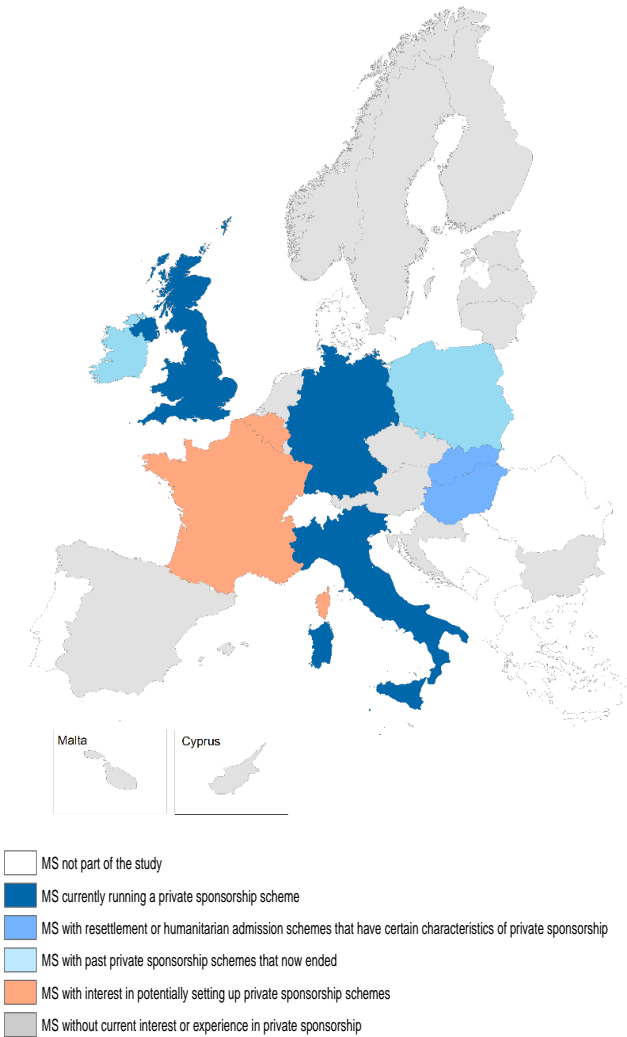 Malta
Cyprus
MS not part of the study
MS currently running a private sponsorship scheme
MS with resettlement or humanitarian admission schemes that have certain characteristics of private sponsorship
MS with past private sponsorship schemes that now ended
MS with interest in potentially setting up private sponsorship schemes
MS without current interest or experience in private sponsorship